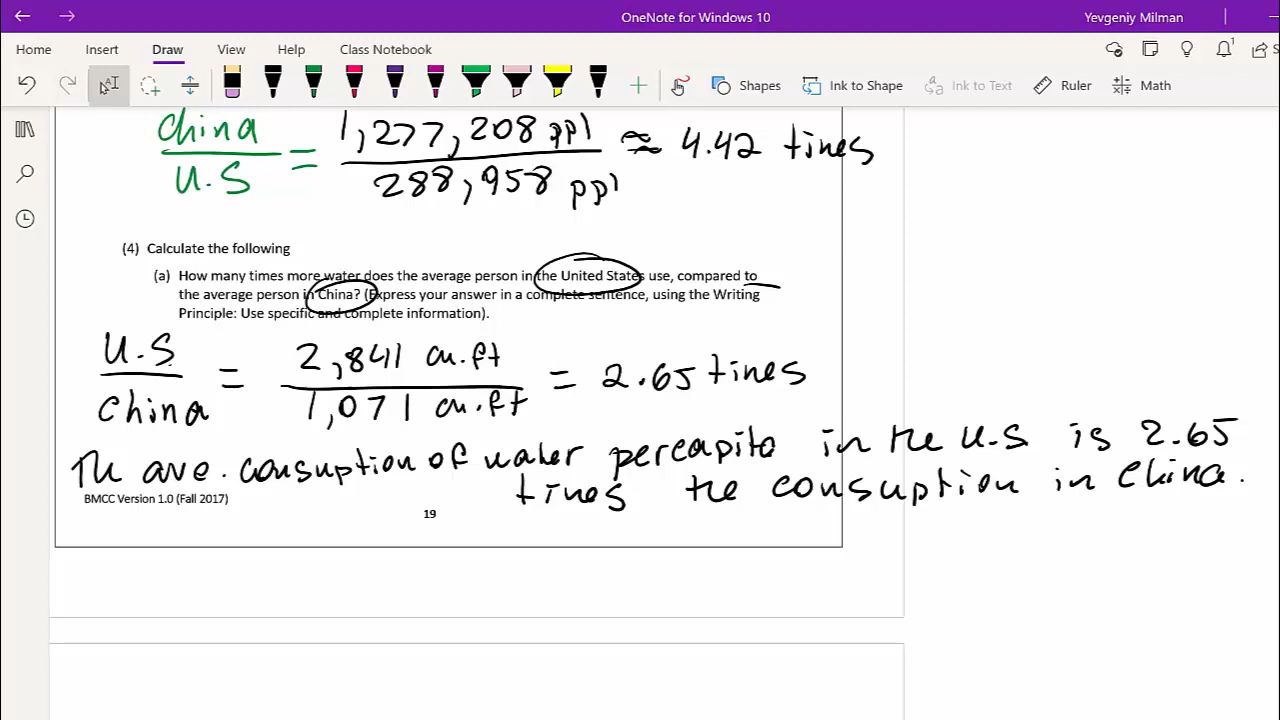 OneNote for Windows 10
Yevgeniy Milman
Home Insert Draw View Help Class Notebook
Shapes Ink to Shape Ink to Text Ruler Math
China 1,277,208 ppl
U.S = 288,958 ppl ≈ 4.42 tines
(4) Calculate the following
(a) How many times more water does the average person in the United States use, compared to
the average person in China? (Express your answer in a complete sentence, using the Writing
Principle: Use specific and complete information).
U.S = 2,841 cu.ft = 2.65 tines
China 1,071 cu.ft
Th ave. consuption of water percapita in the U.S is 2.65
tines the consuption in China.
BMCC Version 1.0 (Fall 2017)
19